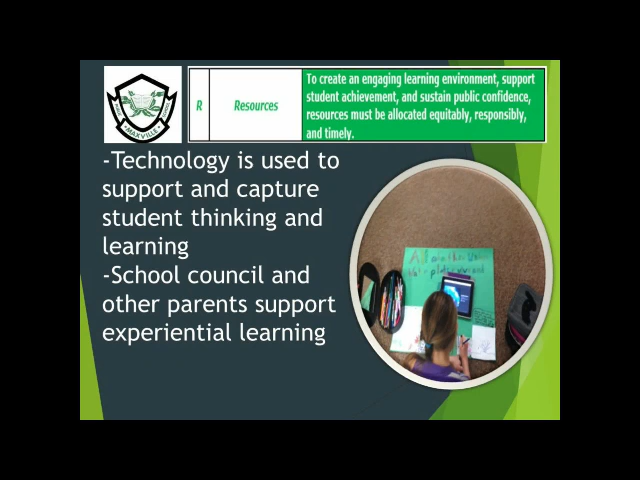 MAXVILLE
R
Resources
To create an engaging learning environment, support
student achievement, and sustain public confidence,
resources must be allocated equitably, responsibly,
and timely.
-Technology is used to
support and capture
student thinking and
learning
-School council and
other parents support
experiential learning